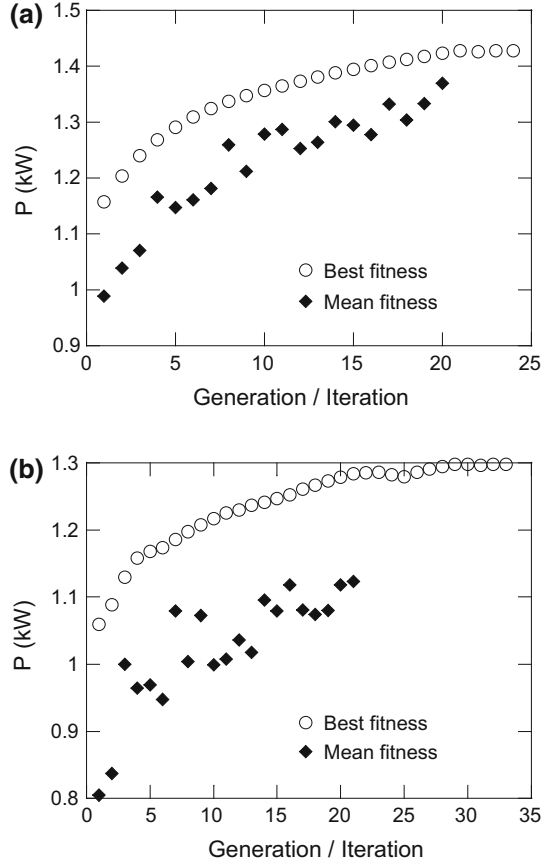 (a)
1.5
1.4
1.3
1.2
1.1
1
0.9
P (kW)
Best fitness
Mean fitness
0 5 10 15 20 25
Generation / Iteration
(b)
1.3
1.2
1.1
1
0.9
0.8
P (kW)
Best fitness
Mean fitness
0 5 10 15 20 25 30 35
Generation / Iteration